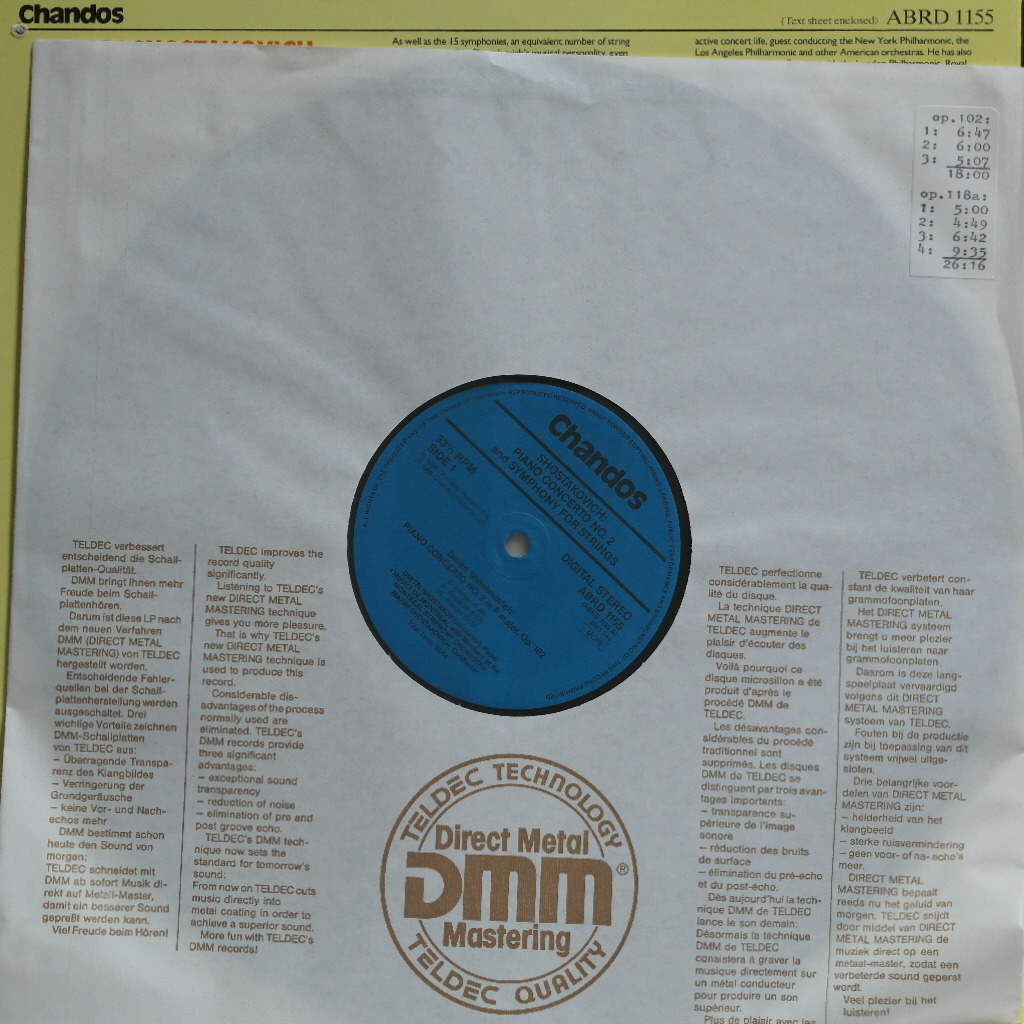 Chandos
(Text sheet enclosed) ABRD 1155
As well as the 15 symphonies, an equivalent number of string
active concert life, guest conducting the New York Philharmonic, the
Los Angeles Philharmonic and other American orchestras. He has also
op.102:
1: 6:47
2: 6:00
3: 5:07
18:00
op.118a:
1: 5:00
2: 4:49
3: 6:42
4: 9:35
26:16
Chandos
SHOSTAKOVICH:
PIANO CONCERTO NO. 2
and SYMPHONY FOR STRINGS
33⅓ RPM
SIDE 1
DIGITAL STEREO
ABRD 1155
Dmitri Shostakovich
PIANO CONCERTO NO. 2 in F major, Op. 102
TELDEC verbessert
entscheidend die Schall-
platten-Qualität.
DMM bringt Ihnen mehr
Freude beim Schall-
plattenhören.
Darum ist diese LP nach
dem neuen Verfahren
DMM (DIRECT METAL
MASTERING) von TELDEC
hergestellt worden.
Entscheidende Fehler-
quellen bei der Schall-
plattenherstellung werden
ausgeschaltet. Drei
wichtige Vorteile zeichnen
DMM-Schallplatten
von TELDEC aus:
– Überragende Transpa-
renz des Klangbildes
– Verringerung der
Grundgeräusche
– keine Vor- und Nach-
echos mehr
DMM bestimmt schon
heute den Sound von
morgen:
TELDEC schneidet mit
DMM ab sofort Musik di-
rekt auf Metall-Master,
damit ein besserer Sound
gepreßt werden kann.
Viel Freude beim Hören!
TELDEC improves the
record quality
significantly.
Listening to TELDEC's
new DIRECT METAL
MASTERING technique
gives you more pleasure.
That is why TELDEC's
new DIRECT METAL
MASTERING technique is
used to produce this
record.
Considerable dis-
advantages of the process
normally used are
eliminated. TELDEC's
DMM records provide
three significant
advantages:
– exceptional sound
transparency
– reduction of noise
– elimination of pre and
post groove echo.
TELDEC's DMM tech-
nique now sets the
standard for tomorrow's
sound:
From now on TELDEC cuts
music directly into
metal coating in order to
achieve a superior sound.
More fun with TELDEC's
DMM records!
TELDEC TECHNOLOGY
Direct Metal
DMM®
Mastering
TELDEC QUALITY
TELDEC perfectionne
considérablement la qua-
lité du disque.
La technique DIRECT
METAL MASTERING de
TELDEC augmente le
plaisir d'écouter des
disques.
Voilà pourquoi ce
disque microsillon a été
produit d'après le
procédé DMM de
TELDEC.
Les désavantages con-
sidérables du procédé
traditionnel sont
supprimés. Les disques
DMM de TELDEC se
distinguent par trois avan-
tages importants:
– transparence su-
périeure de l'image
sonore
– réduction des bruits
de surface
– élimination du pré-echo
et du post-écho.
Dès aujourd'hui la tech-
nique DMM de TELDEC
lance le son demain:
Désormais la technique
DMM de TELDEC
consistera à graver la
musique directement sur
un métal conducteur
pour produire un son
supérieur.
Plus de plaisir avec les
TELDEC verbetert con-
stant de kwaliteit van haar
grammofoonplaten.
Het DIRECT METAL
MASTERING systeem
brengt u meer plezier
bij het luisteren naar
grammofoonplaten.
Daarom is deze lang-
speelplaat vervaardigd
volgens dit DIRECT
METAL MASTERING
systeem van TELDEC.
Fouten bij de productie
zijn bij toepassing van dit
systeem vrijwel uitge-
sloten.
Drie belangrijke voor-
delen van DIRECT METAL
MASTERING zijn:
– helderheid van het
klangbeeld
– sterke ruisvermindering
– geen voor- of na-echo's
meer.
DIRECT METAL
MASTERING bepaalt
reeds nu het geluid van
morgen. TELDEC snijdt
door middel van DIRECT
METAL MASTERING de
muziek direct op een
metaal-master, zodat een
verbeterde sound geperst
wordt.
Veel plezier bij het
luisteren!